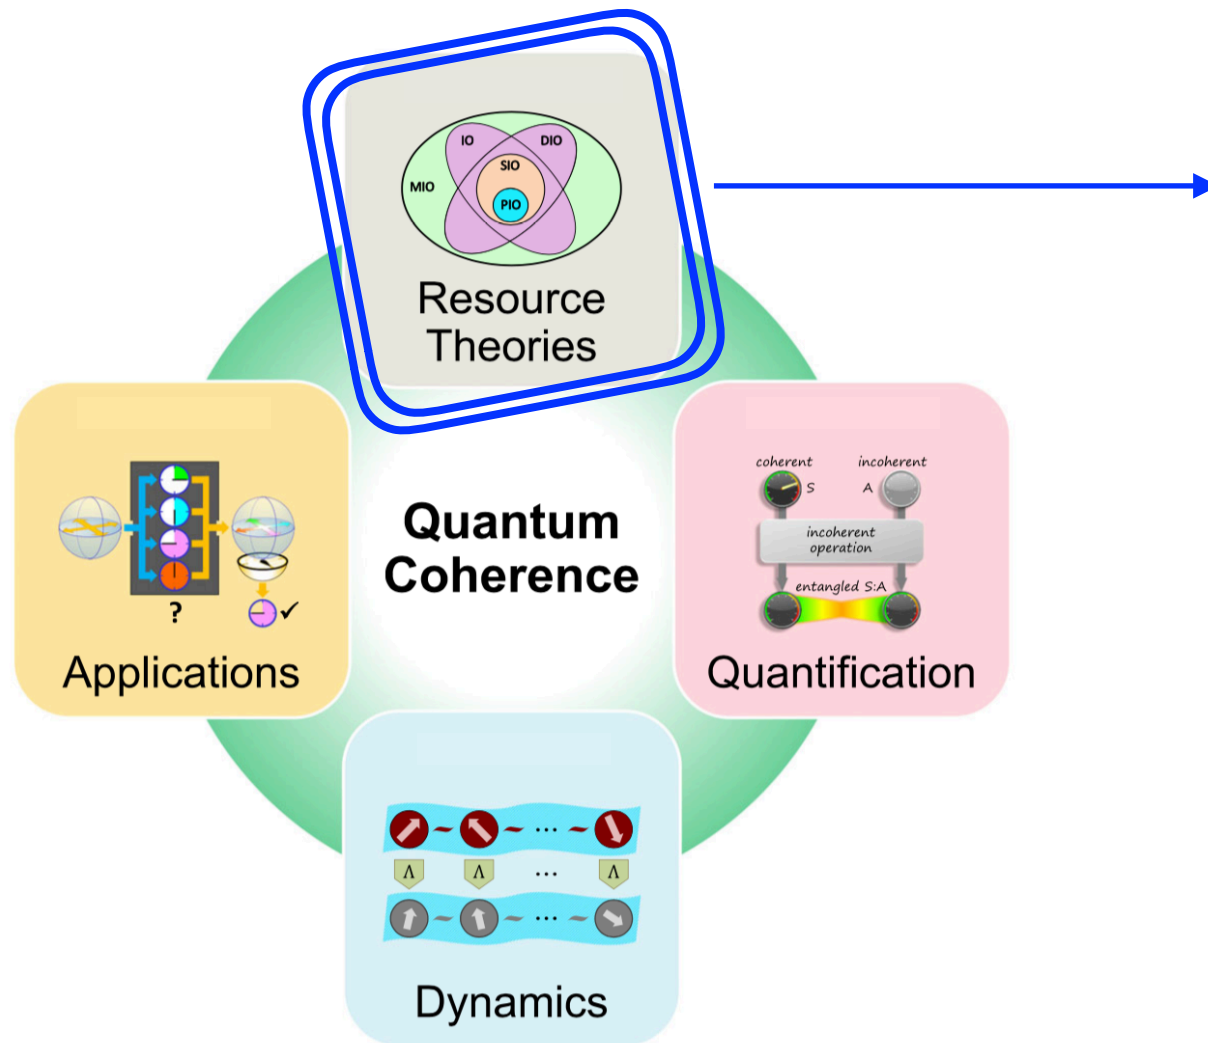 IO
DIO
SIO
MIO
PIO
Resource
Theories
?
✓
Applications
Quantum
Coherence
coherent
incoherent
S
A
incoherent
operation
entangled S:A
Quantification
~ ~ ... ~
Λ Λ ... Λ
~ ~ ... ~
Dynamics